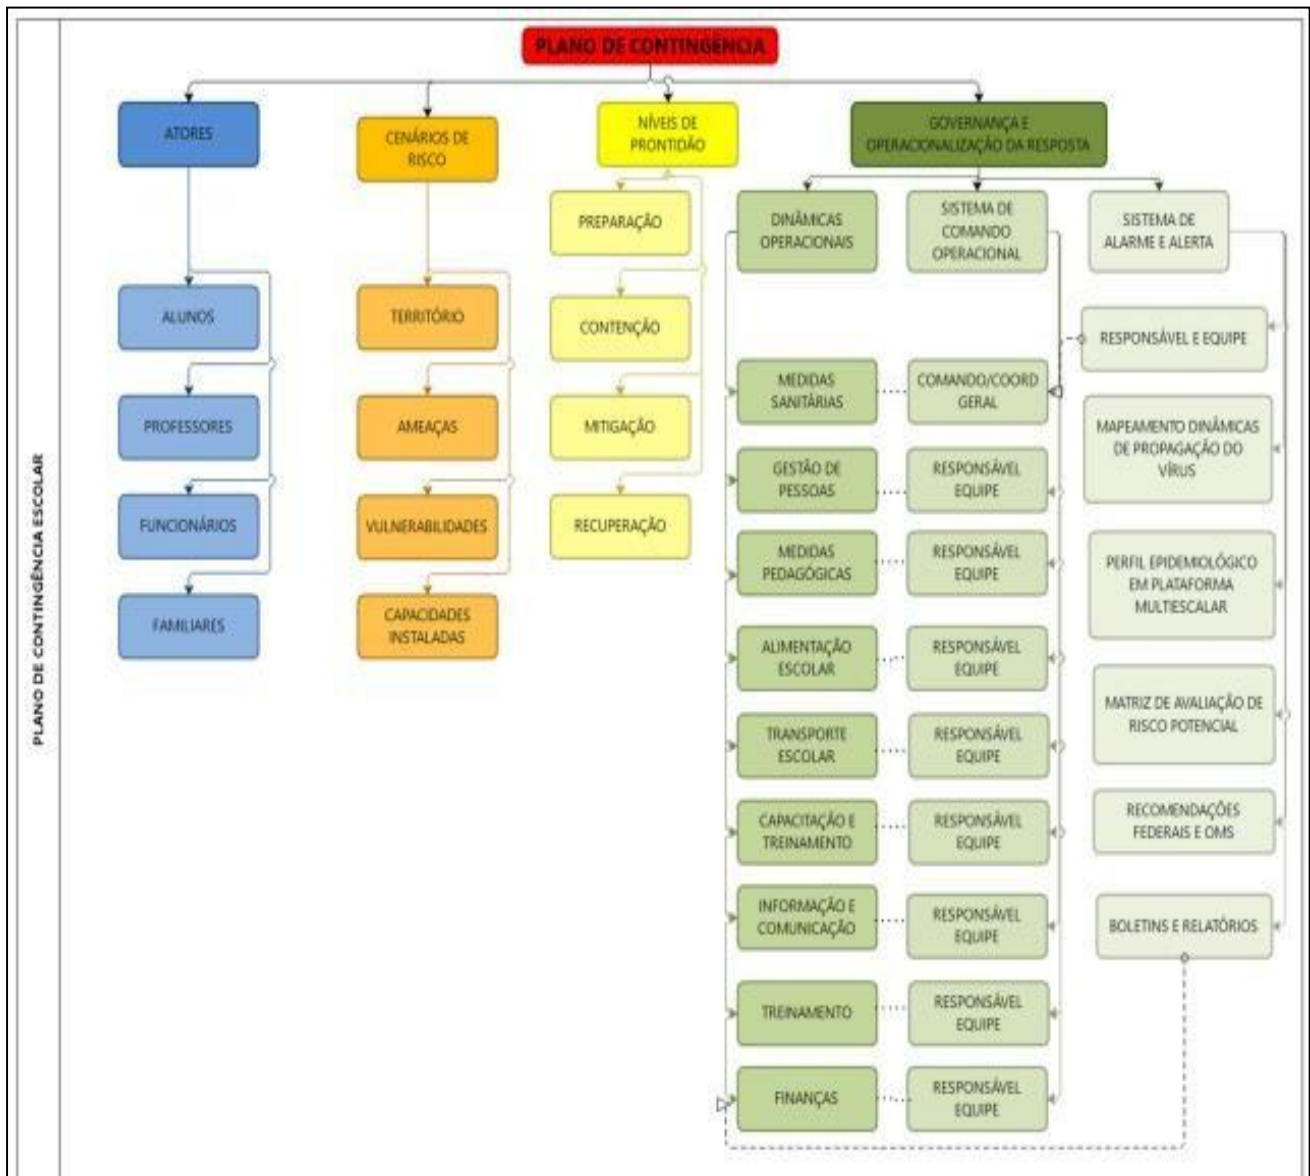 PLANO DE CONTINGÊNCIA ESCOLAR
PLANO DE CONTINGÊNCIA
ATORES
ALUNOS
PROFESSORES
FUNCIONÁRIOS
FAMILIARES
CENÁRIOS DE
RISCO
TERRITÓRIO
AMEAÇAS
VULNERABILIDADES
CAPACIDADES
INSTALADAS
NÍVEIS DE
PRONTIDÃO
PREPARAÇÃO
CONTENÇÃO
MITIGAÇÃO
RECUPERAÇÃO
GOVERNANÇA E
OPERACIONALIZAÇÃO DA RESPOSTA
DINÂMICAS
OPERACIONAIS
MEDIDAS
SANITÁRIAS
GESTÃO DE
PESSOAS
MEDIDAS
PEDAGÓGICAS
ALIMENTAÇÃO
ESCOLAR
TRANSPORTE
ESCOLAR
CAPACITAÇÃO E
TREINAMENTO
INFORMAÇÃO E
COMUNICAÇÃO
TREINAMENTO
FINANÇAS
SISTEMA DE
COMANDO
OPERACIONAL
COMANDO/COORD
GERAL
RESPONSÁVEL
EQUIPE
RESPONSÁVEL
EQUIPE
RESPONSÁVEL
EQUIPE
RESPONSÁVEL
EQUIPE
RESPONSÁVEL
EQUIPE
RESPONSÁVEL
EQUIPE
RESPONSÁVEL
EQUIPE
RESPONSÁVEL
EQUIPE
SISTEMA DE
ALARME E ALERTA
RESPONSÁVEL E EQUIPE
MAPEAMENTO DINÂMICAS
DE PROPAGAÇÃO DO
VÍRUS
PERFIL EPIDEMIOLÓGICO
EM PLATAFORMA
MULTIESCALAR
MATRIZ DE AVALIAÇÃO DE
RISCO POTENCIAL
RECOMENDAÇÕES
FEDERAIS E OMS
BOLETINS E RELATÓRIOS